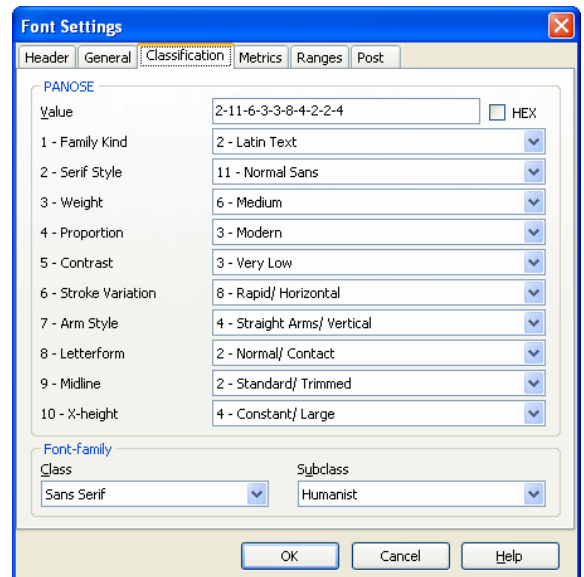 Font Settings
Header General Classification Metrics Ranges Post
PANOSE
Value 2-11-6-3-3-8-4-2-2-4 HEX
1 - Family Kind 2 - Latin Text
2 - Serif Style 11 - Normal Sans
3 - Weight 6 - Medium
4 - Proportion 3 - Modern
5 - Contrast 3 - Very Low
6 - Stroke Variation 8 - Rapid/ Horizontal
7 - Arm Style 4 - Straight Arms/ Vertical
8 - Letterform 2 - Normal/ Contact
9 - Midline 2 - Standard/ Trimmed
10 - X-height 4 - Constant/ Large
Font-family
Class Subclass
Sans Serif Humanist
OK Cancel Help